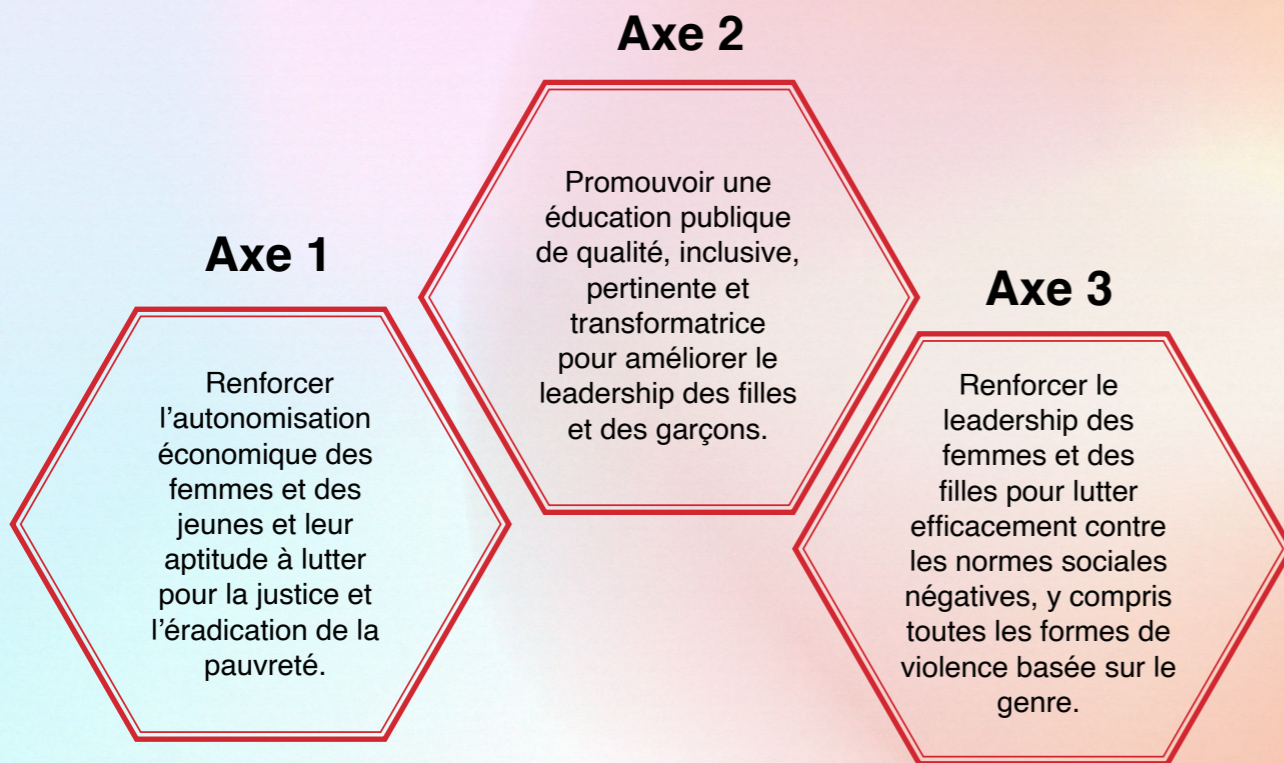 Axe 1
Renforcer
l’autonomisation
économique des
femmes et des
jeunes et leur
aptitude à lutter
pour la justice et
l’éradication de la
pauvreté.
Axe 2
Promouvoir une
éducation publique
de qualité, inclusive,
pertinente et
transformatrice
pour améliorer le
leadership des filles
et des garçons.
Axe 3
Renforcer le
leadership des
femmes et des
filles pour lutter
efficacement contre
les normes sociales
négatives, y compris
toutes les formes de
violence basée sur le
genre.